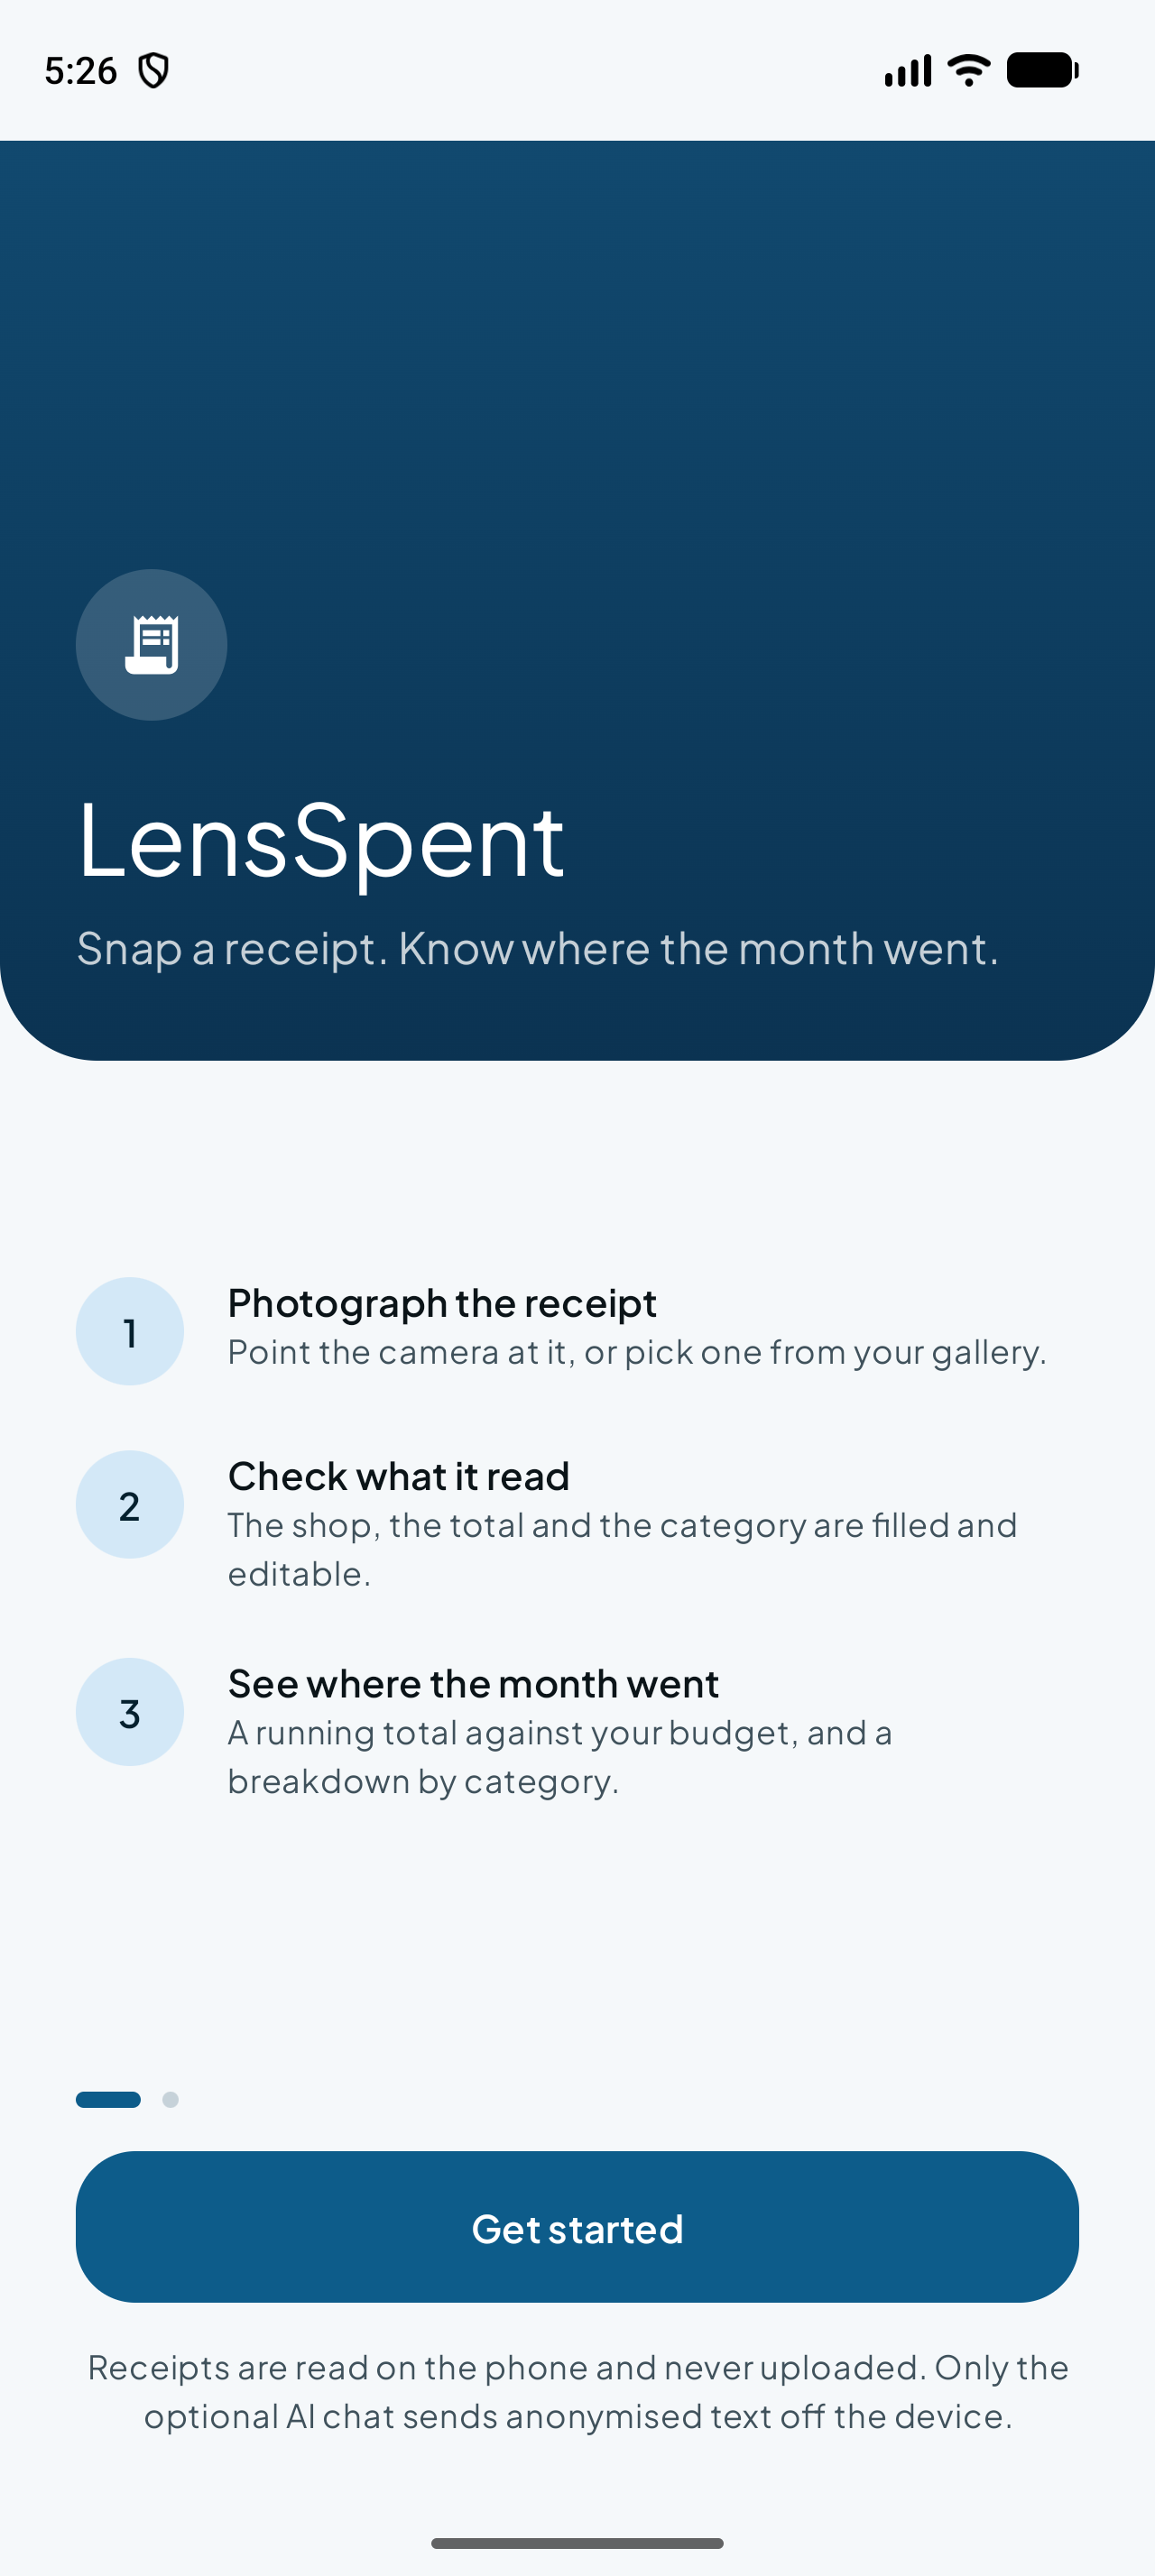 5:26
LensSpent
Snap a receipt. Know where the month went.
1
Photograph the receipt
Point the camera at it, or pick one from your gallery.
2
Check what it read
The shop, the total and the category are filled and
editable.
3
See where the month went
A running total against your budget, and a
breakdown by category.
Get started
Receipts are read on the phone and never uploaded. Only the
optional AI chat sends anonymised text off the device.